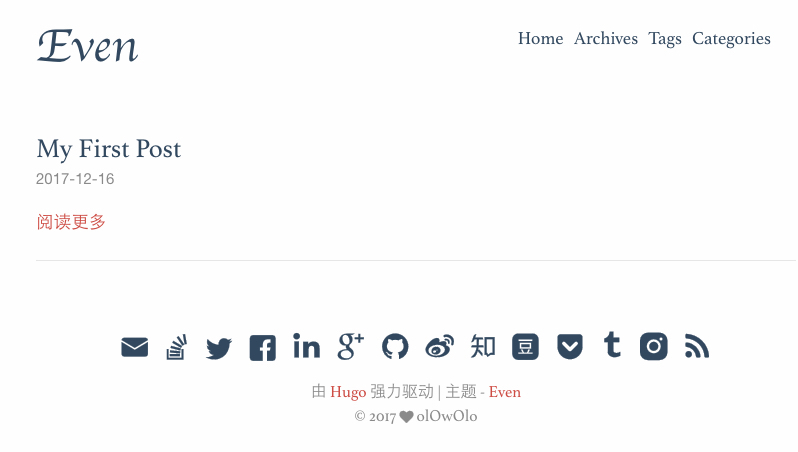 Even
Home Archives Tags Categories
My First Post
2017-12-16
阅读更多
知 豆
由 Hugo 强力驱动 | 主题 - Even
© 2017 ♥ olOwOlo